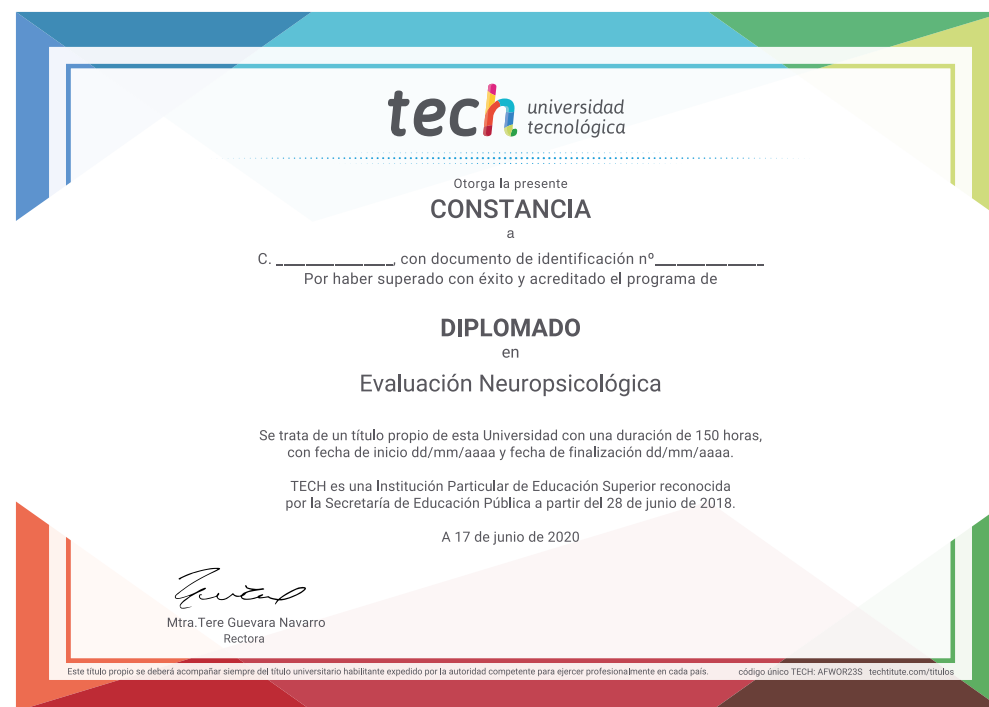 tech universidad
tecnológica
Otorga la presente
CONSTANCIA
a
C. ______________, con documento de identificación nº_____________
Por haber superado con éxito y acreditado el programa de
DIPLOMADO
en
Evaluación Neuropsicológica
Se trata de un título propio de esta Universidad con una duración de 150 horas,
con fecha de inicio dd/mm/aaaa y fecha de finalización dd/mm/aaaa.
TECH es una Institución Particular de Educación Superior reconocida
por la Secretaría de Educación Pública a partir del 28 de junio de 2018.
A 17 de junio de 2020
Mtra.Tere Guevara Navarro
Rectora
Este título propio se deberá acompañar siempre del título universitario habilitante expedido por la autoridad competente para ejercer profesionalmente en cada país. código único TECH: AFWOR23S techtitute.com/titulos